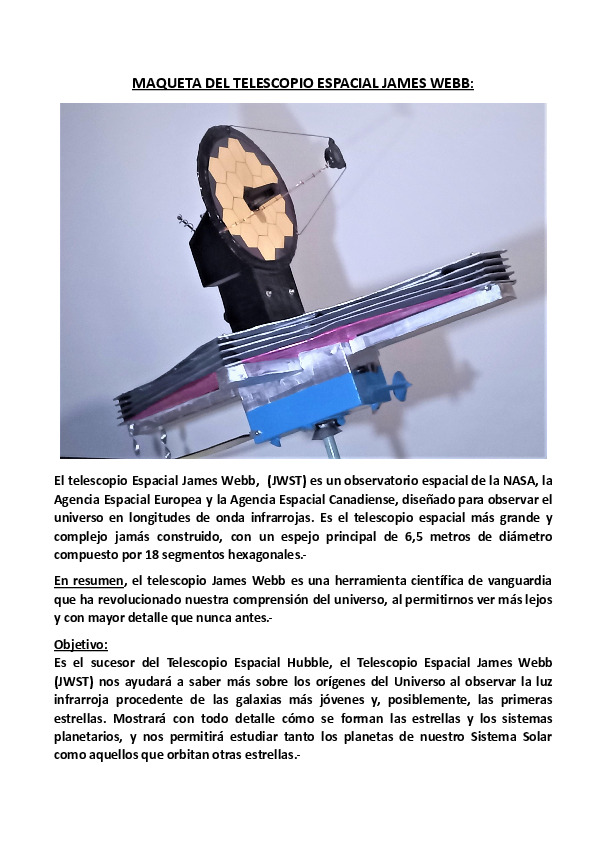 MAQUETA DEL TELESCOPIO ESPACIAL JAMES WEBB:
El telescopio Espacial James Webb,  (JWST) es un observatorio espacial de la NASA, la
Agencia Espacial Europea y la Agencia Espacial Canadiense, diseñado para observar el
universo en longitudes de onda infrarrojas. Es el telescopio espacial más grande y
complejo jamás construido, con un espejo principal de 6,5 metros de diámetro
compuesto por 18 segmentos hexagonales.-
En resumen, el telescopio James Webb es una herramienta científica de vanguardia
que ha revolucionado nuestra comprensión del universo, al permitirnos ver más lejos
y con mayor detalle que nunca antes.-
Objetivo:
Es el sucesor del Telescopio Espacial Hubble, el Telescopio Espacial James Webb
(JWST) nos ayudará a saber más sobre los orígenes del Universo al observar la luz
infrarroja procedente de las galaxias más jóvenes y, posiblemente, las primeras
estrellas. Mostrará con todo detalle cómo se forman las estrellas y los sistemas
planetarios, y nos permitirá estudiar tanto los planetas de nuestro Sistema Solar
como aquellos que orbitan otras estrellas.-